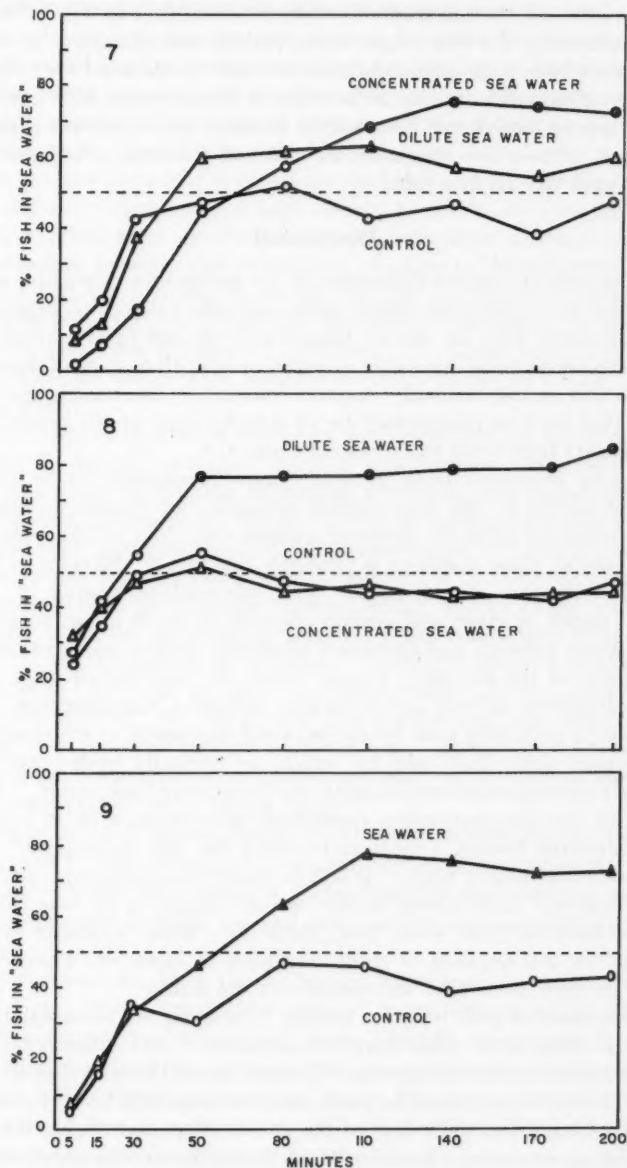 100
80
60
40
20
0
% FISH IN "SEA WATER"
7
CONCENTRATED SEA WATER
DILUTE SEA WATER
CONTROL
100
80
60
40
20
0
% FISH IN "SEA WATER"
8
DILUTE SEA WATER
CONTROL
CONCENTRATED SEA WATER
100
80
60
40
20
0
% FISH IN "SEA WATER"
9
SEA WATER
CONTROL
0 5 15 30 50 80 110 140 170 200
MINUTES